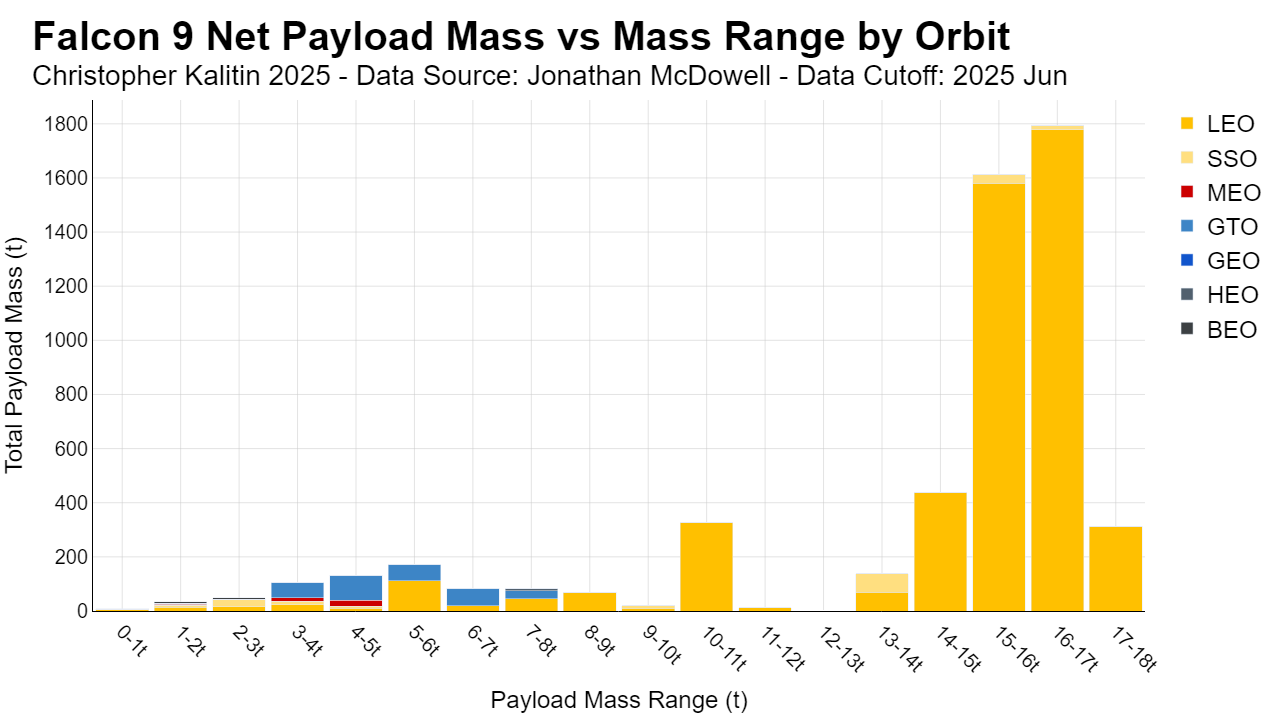 Falcon 9 Net Payload Mass vs Mass Range by Orbit
Christopher Kalitin 2025 - Data Source: Jonathan McDowell - Data Cutoff: 2025 Jun
Total Payload Mass (t)
1800
1600
1400
1200
1000
800
600
400
200
0
0-1t
1-2t
2-3t
3-4t
4-5t
5-6t
6-7t
7-8t
8-9t
9-10t
10-11t
11-12t
12-13t
13-14t
14-15t
15-16t
16-17t
17-18t
Payload Mass Range (t)
LEO
SSO
MEO
GTO
GEO
HEO
BEO